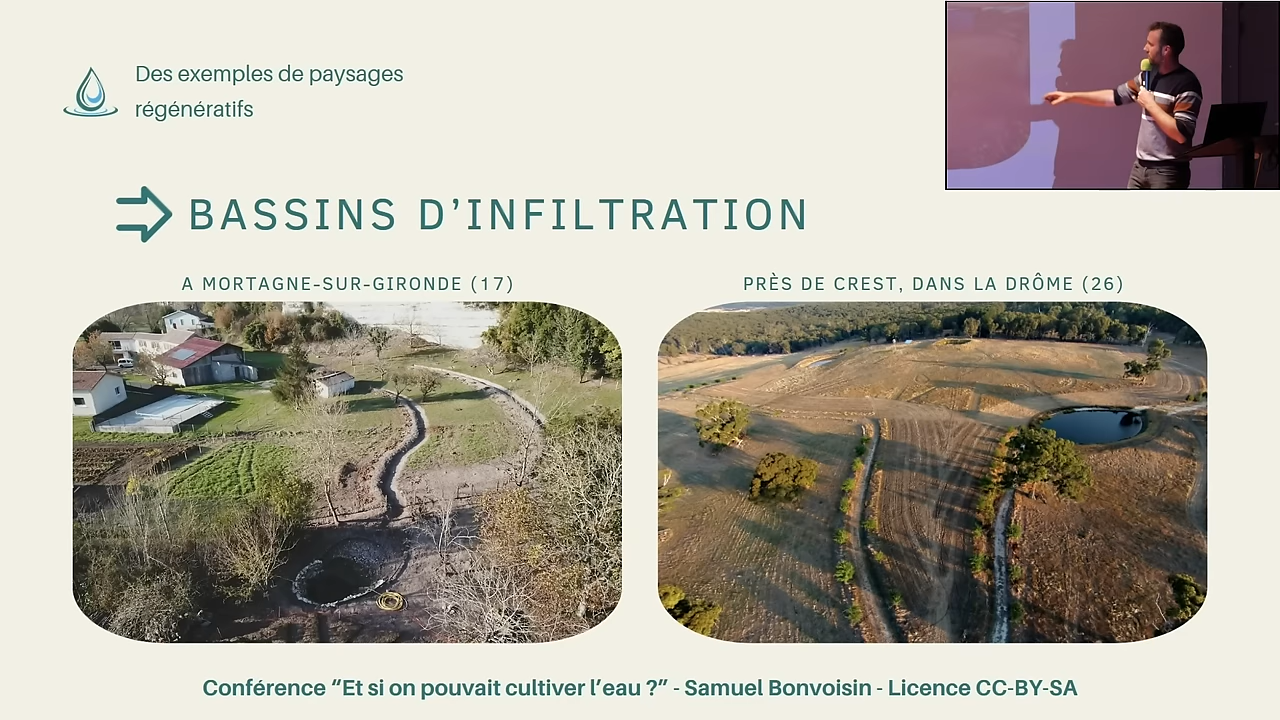 Des exemples de paysages
régénératifs
BASSINS D’INFILTRATION
A MORTAGNE-SUR-GIRONDE (17)
PRÈS DE CREST, DANS LA DRÔME (26)
Conférence “Et si on pouvait cultiver l’eau ?” - Samuel Bonvoisin - Licence CC-BY-SA